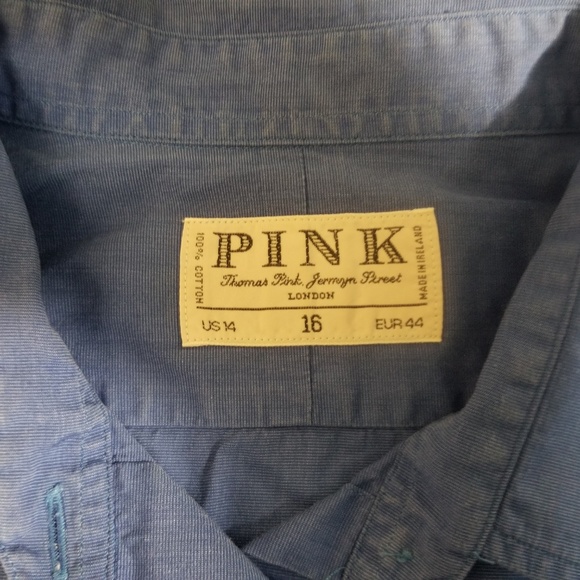 100% COTTON
PINK
Thomas Pink, Jermyn Street
LONDON
MADE IN IRELAND
US 14 16 EUR 44